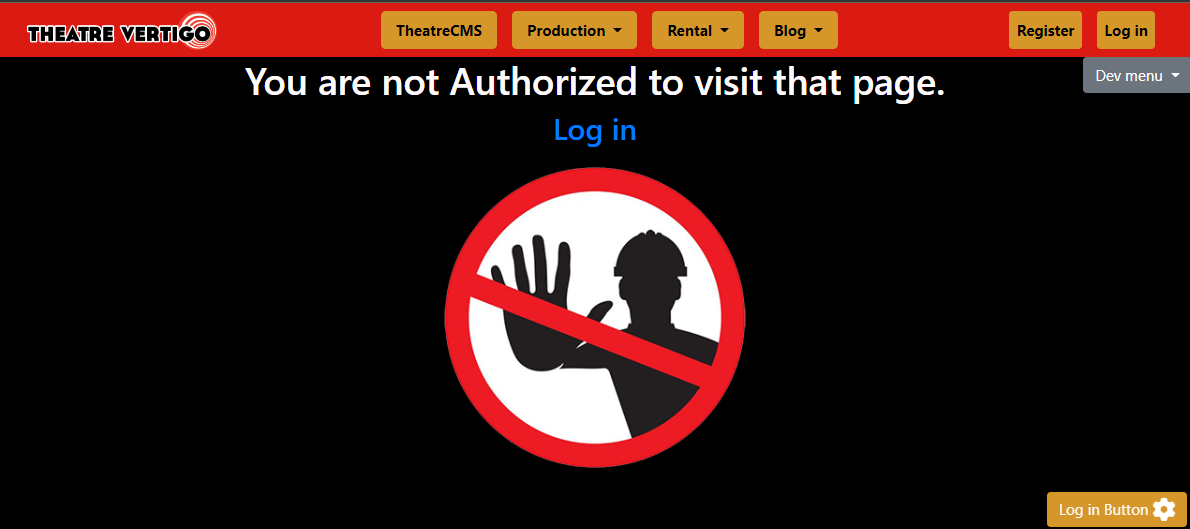 THEATRE VERTIGO
TheatreCMS
Production
Rental
Blog
Register
Log in
Dev menu
You are not Authorized to visit that page.
Log in
Log in Button